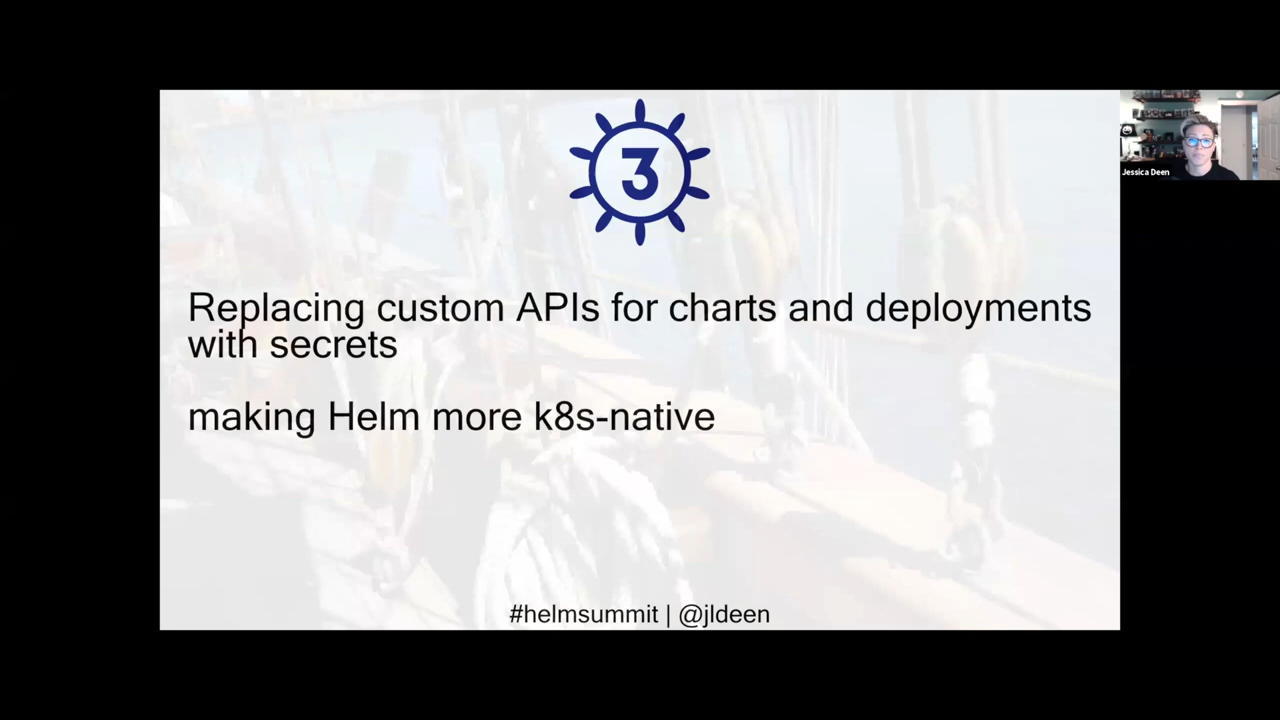 3
Replacing custom APIs for charts and deployments
with secrets
making Helm more k8s-native
#helmsummit | @jldeen
Jessica Deen